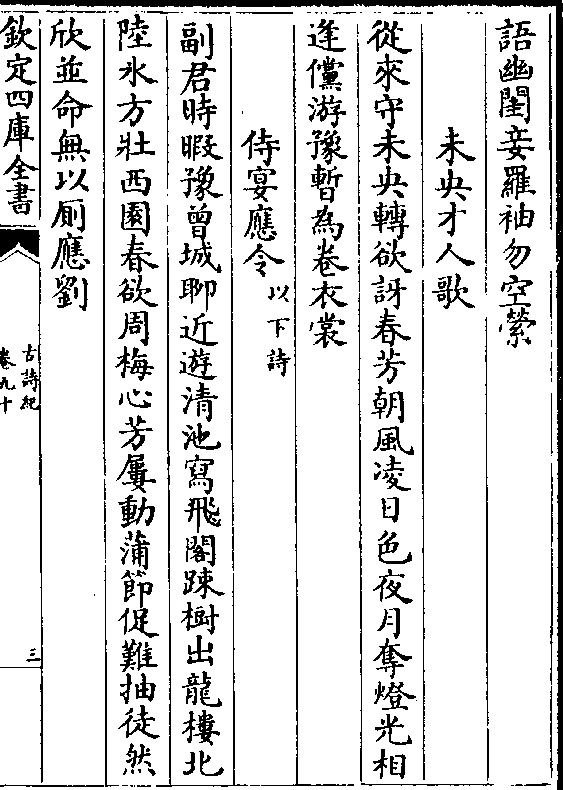 語幽閨妾羅袖勿空縈
未央才人歌
從來守未央轉欲訝春芳朝風凌日色夜月奪燈光相
逢儻游豫暫為卷衣裳
侍宴應令以下詩
副君時暇豫曾城聊近遊清池寫飛閣踈樹出龍樓北
陸氷方壯西園春欲周梅心芳屢動蒲節促難抽徒然
欣並命無以厠應劉
欽定四庫全書
古詩紀
卷九十
三